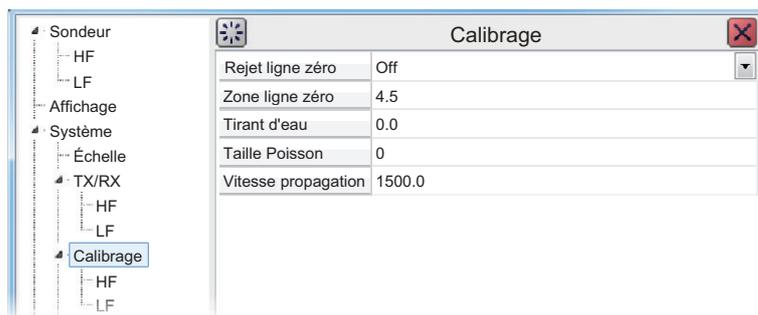 Sondeur
HF
LF
Affichage
Système
Échelle
TX/RX
HF
LF
Calibrage
HF
LF
Calibrage
Rejet ligne zéro Off
Zone ligne zéro 4.5
Tirant d'eau 0.0
Taille Poisson 0
Vitesse propagation 1500.0